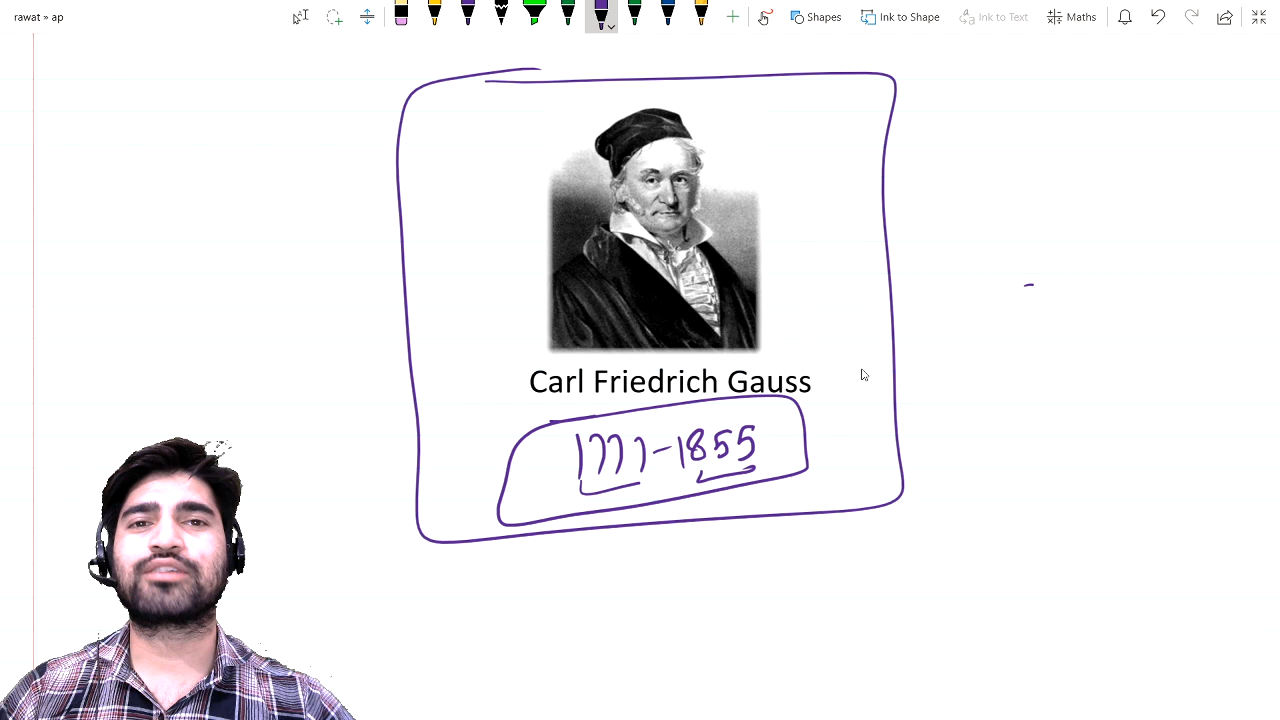 rawat » ap
Shapes
Ink to Shape
Ink to Text
Maths
Carl Friedrich Gauss
1777-1855